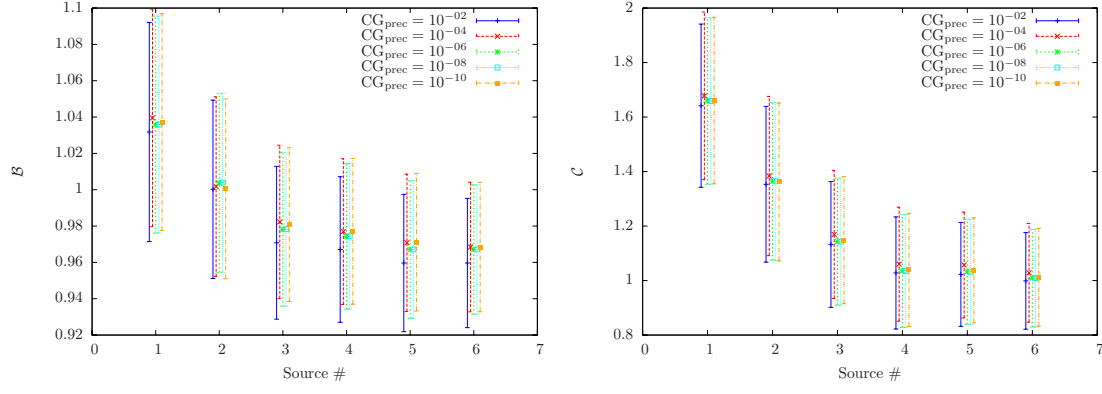 1.1
1.08
1.06
1.04
1.02
1
0.98
0.96
0.94
0.92
ℬ
0 1 2 3 4 5 6 7
Source #
CG_prec = 10^−02
CG_prec = 10^−04
CG_prec = 10^−06
CG_prec = 10^−08
CG_prec = 10^−10
2
1.8
1.6
1.4
1.2
1
0.8
𝒞
0 1 2 3 4 5 6 7
Source #
CG_prec = 10^−02
CG_prec = 10^−04
CG_prec = 10^−06
CG_prec = 10^−08
CG_prec = 10^−10